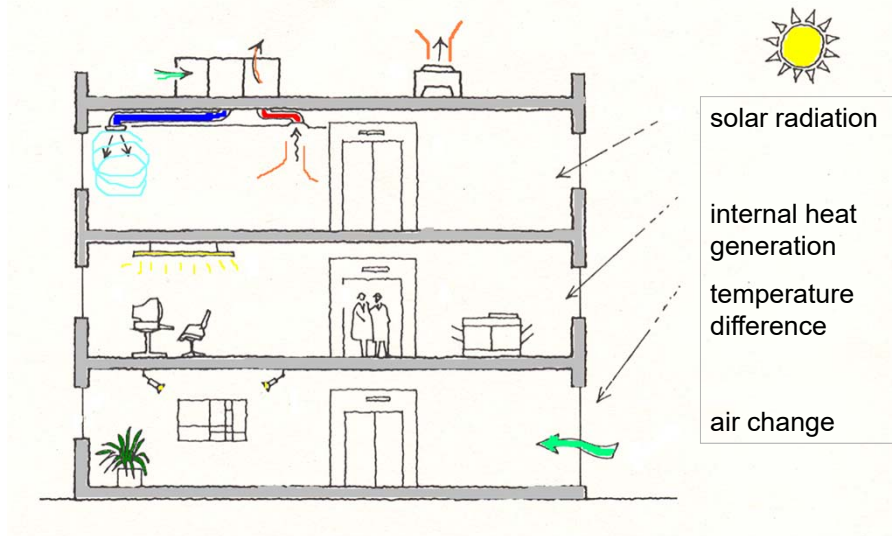 solar radiation
internal heat
generation
temperature
difference
air change